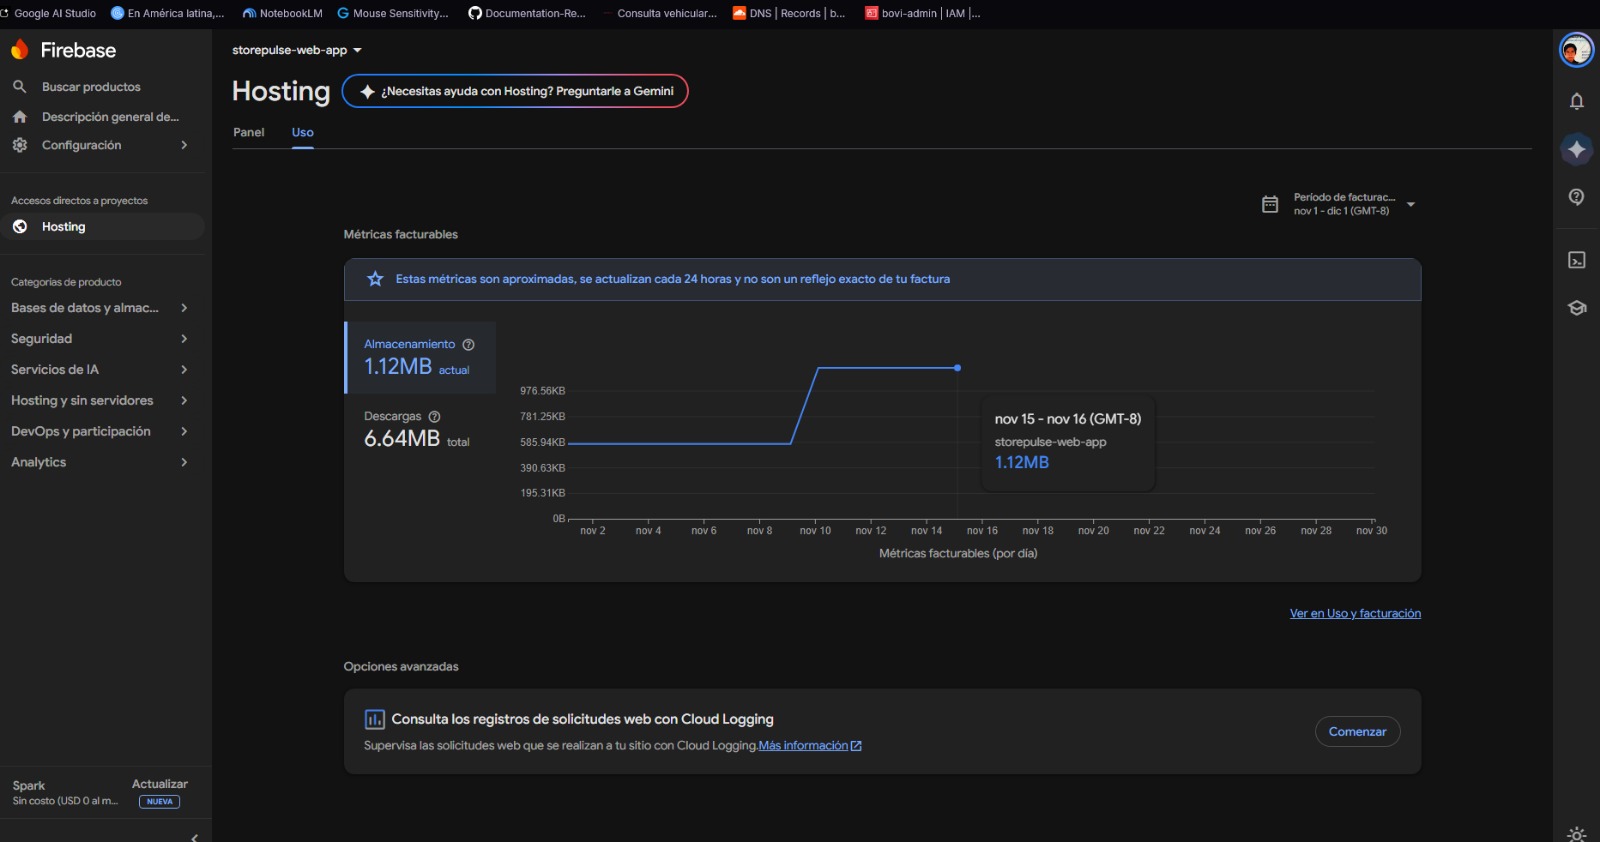 Google AI Studio
En América latina,...
NotebookLM
Mouse Sensitivity...
Documentation-Re...
Consulta vehicular...
DNS | Records | b...
bovi-admin | IAM |...
Firebase
Buscar productos
Descripción general de...
Configuración
Accesos directos a proyectos
Hosting
Categorías de producto
Bases de datos y almac...
Seguridad
Servicios de IA
Hosting y sin servidores
DevOps y participación
Analytics
Spark
Sin costo (USD 0 al m...
Actualizar
NUEVA
storepulse-web-app
Hosting
¿Necesitas ayuda con Hosting? Preguntarle a Gemini
Panel
Uso
Período de facturac...
nov 1 - dic 1 (GMT-8)
Métricas facturables
Estas métricas son aproximadas, se actualizan cada 24 horas y no son un reflejo exacto de tu factura
Almacenamiento
1.12MB actual
Descargas
6.64MB total
976.56KB
781.25KB
585.94KB
390.63KB
195.31KB
0B
nov 15 - nov 16 (GMT-8)
storepulse-web-app
1.12MB
nov 2 nov 4 nov 6 nov 8 nov 10 nov 12 nov 14 nov 16 nov 18 nov 20 nov 22 nov 24 nov 26 nov 28 nov 30
Métricas facturables (por día)
Ver en Uso y facturación
Opciones avanzadas
Consulta los registros de solicitudes web con Cloud Logging
Supervisa las solicitudes web que se realizan a tu sitio con Cloud Logging.Más información
Comenzar